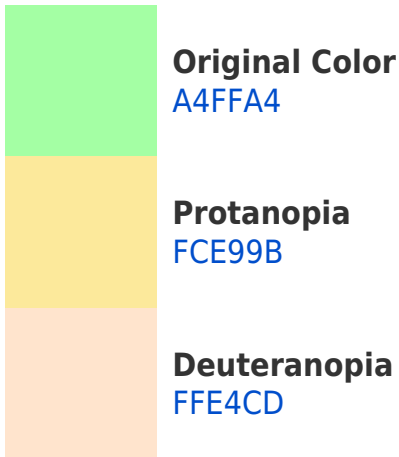 Original Color
A4FFA4
Protanopia
FCE99B
Deuteranopia
FFE4CD